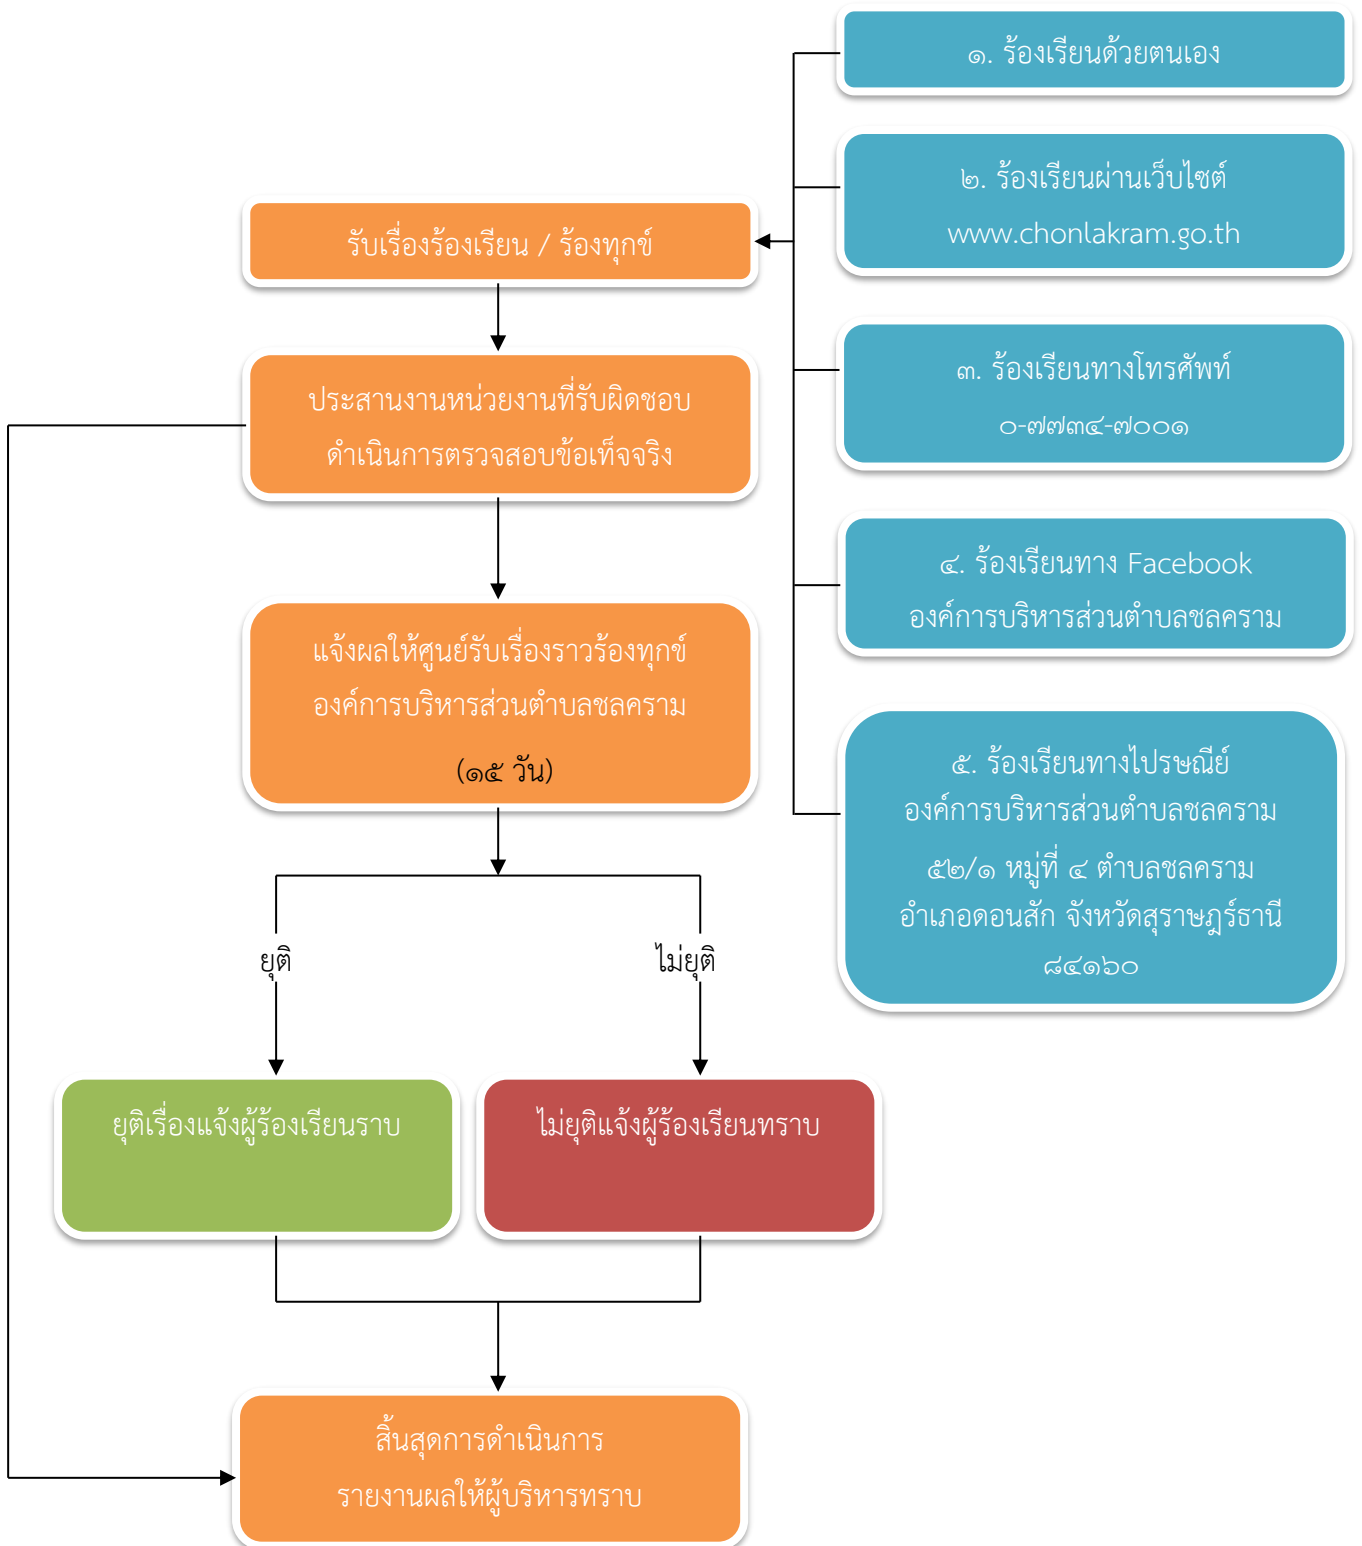 ๑. ร้องเรียนด้วยตนเอง
๒. ร้องเรียนผ่านเว็บไซต์
www.chonlakram.go.th
รับเรื่องร้องเรียน / ร้องทุกข์
๓. ร้องเรียนทางโทรศัพท์
๐-๗๗๓๔-๗๐๐๑
ประสานงานหน่วยงานที่รับผิดชอบ
ดำเนินการตรวจสอบข้อเท็จจริง
๔. ร้องเรียนทาง Facebook
องค์การบริหารส่วนตำบลชลคราม
แจ้งผลให้ศูนย์รับเรื่องราวร้องทุกข์
องค์การบริหารส่วนตำบลชลคราม
(๑๕ วัน)
๕. ร้องเรียนทางไปรษณีย์
องค์การบริหารส่วนตำบลชลคราม
๕๒/๑ หมู่ที่ ๔ ตำบลชลคราม
อำเภอดอนสัก จังหวัดสุราษฎร์ธานี
๘๔๑๖๐
ยุติ
ไม่ยุติ
ยุติเรื่องแจ้งผู้ร้องเรียนราบ
ไม่ยุติแจ้งผู้ร้องเรียนทราบ
สิ้นสุดการดำเนินการ
รายงานผลให้ผู้บริหารทราบ